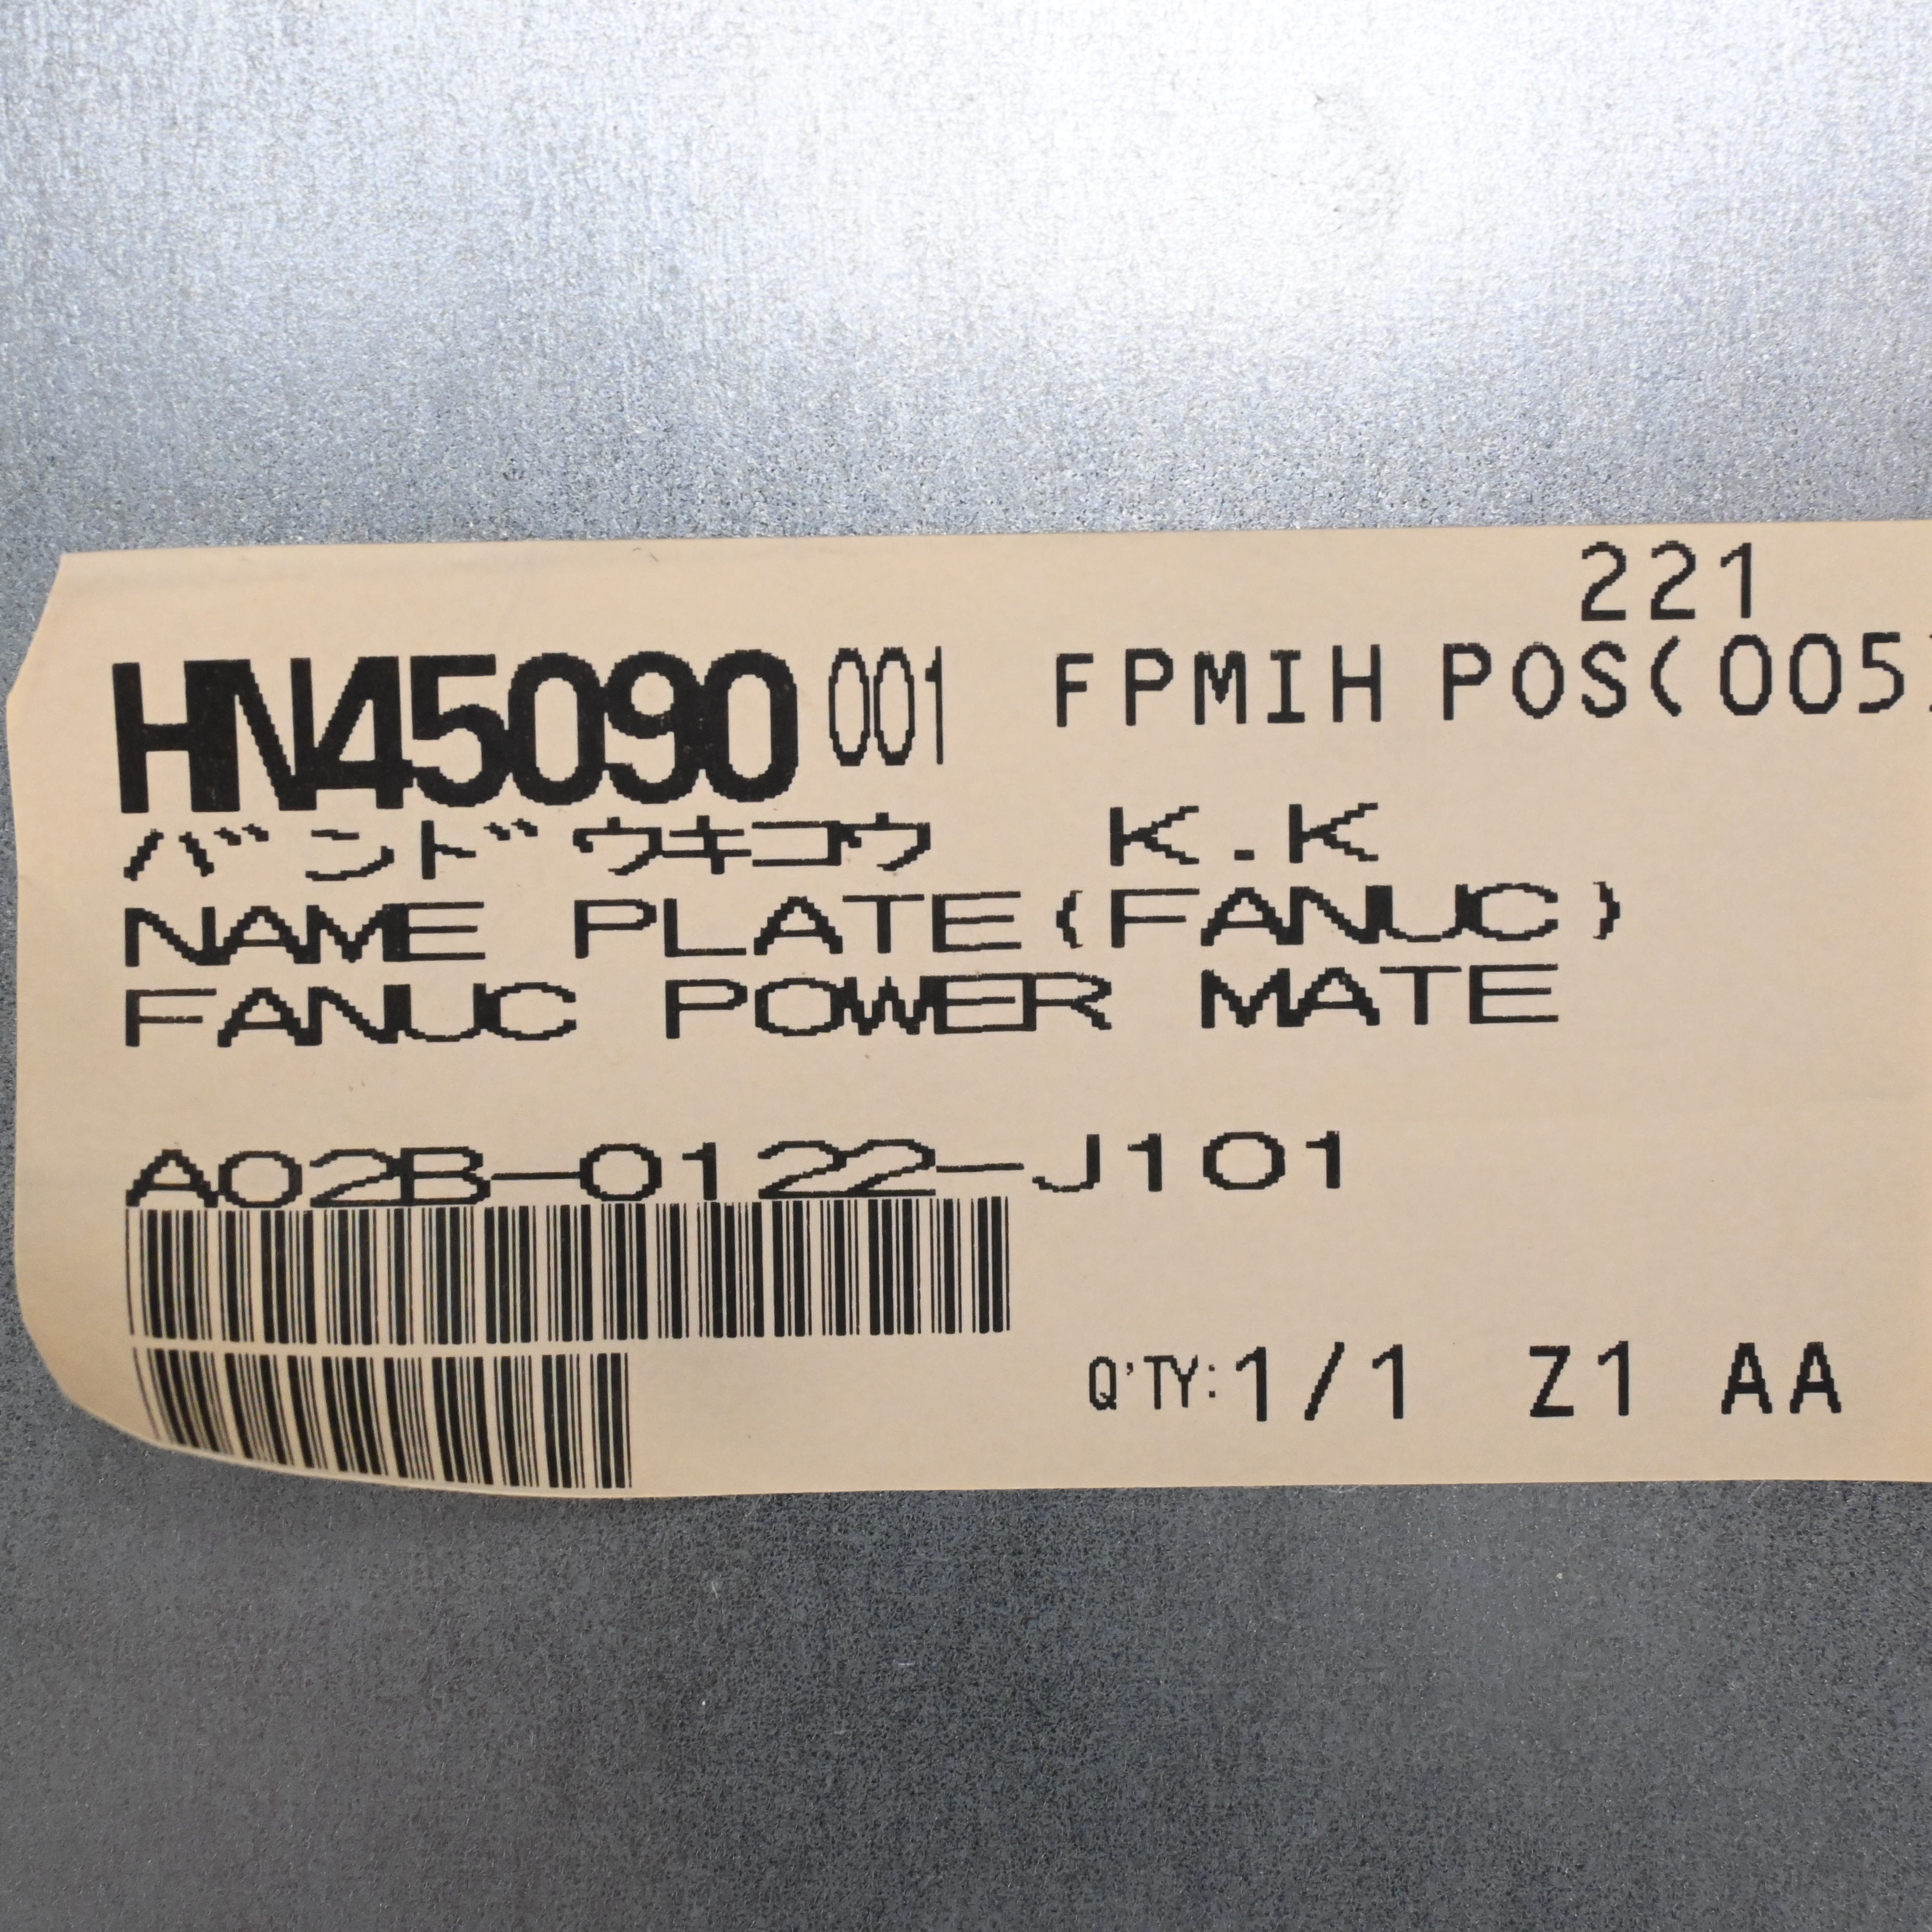 221
HN45090 001 FPMIH POS(005)
バンドウキコウ K.K
NAME PLATE(FANUC)
FANUC POWER MATE
A02B-0122-J101
Q'TY:1/1 Z1 AA